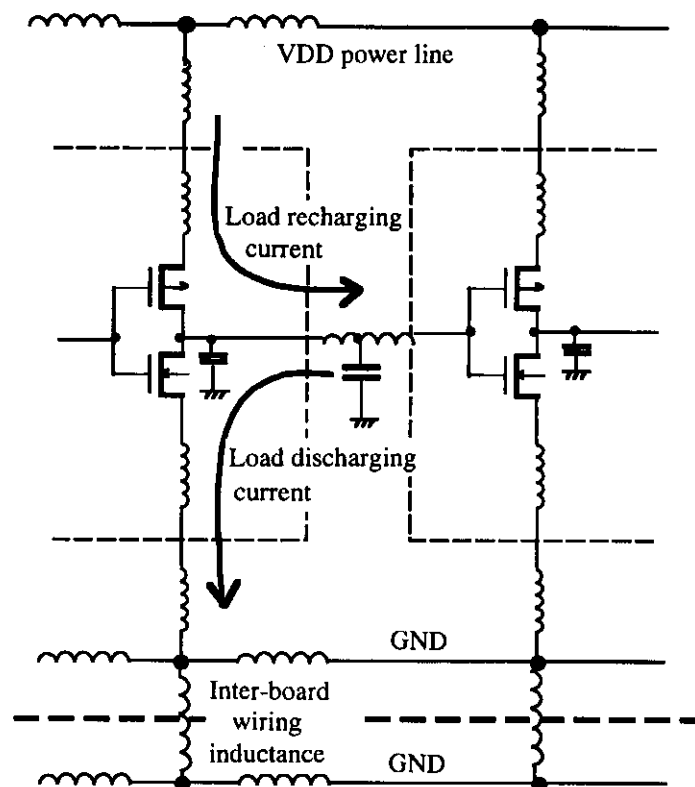 VDD power line
Load recharging
current
Load discharging
current
GND
Inter-board
wiring
inductance
GND